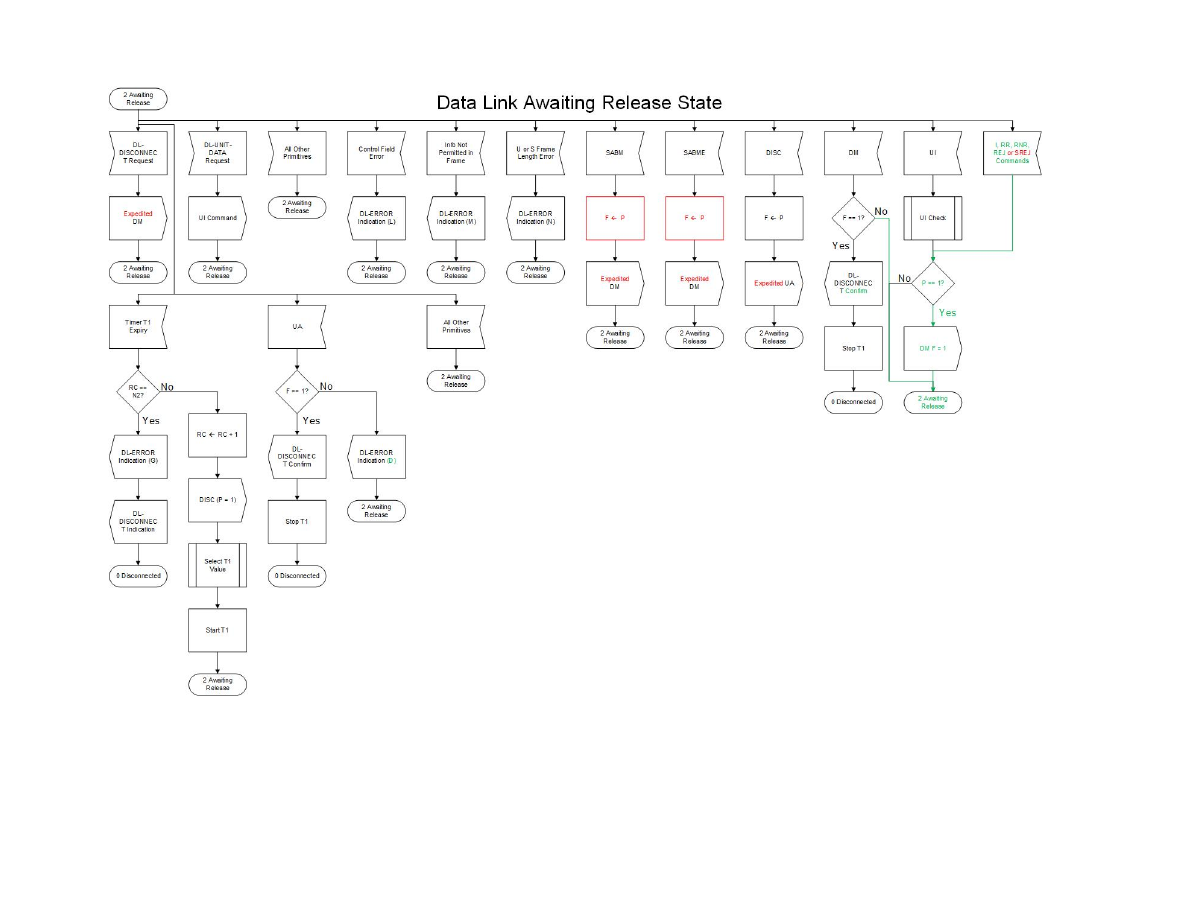 2 Awaiting
Release
Data Link Awaiting Release State
DL-
DISCONNEC
T Request
DL-UNIT-
DATA
Request
All Other
Primitives
Control Field
Error
Info Not
Permitted in
Frame
U or S Frame
Length Error
SABM
SABME
DISC
DM
UI
I, RR, RNR,
REJ or SREJ
Commands
Expedited
DM
UI Command
2 Awaiting
Release
DL-ERROR
Indication (L)
DL-ERROR
Indication (M)
DL-ERROR
Indication (N)
F ← P
F ← P
F ← P
F == 1?
No
Yes
UI Check
2 Awaiting
Release
2 Awaiting
Release
2 Awaiting
Release
2 Awaiting
Release
2 Awaiting
Release
Expedited
DM
Expedited
DM
Expedited UA
DL-
DISCONNEC
T Confirm
No
P == 1?
Yes
Timer T1
Expiry
UA
All Other
Primitives
2 Awaiting
Release
2 Awaiting
Release
2 Awaiting
Release
Stop T1
DM F = 1
RC ==
N2?
No
Yes
F == 1?
No
Yes
2 Awaiting
Release
0 Disconnected
2 Awaiting
Release
RC ← RC + 1
DL-ERROR
Indication (G)
DL-
DISCONNEC
T Confirm
DL-ERROR
Indication (D)
DISC (P = 1)
DL-
DISCONNEC
T Indication
Stop T1
2 Awaiting
Release
0 Disconnected
Select T1
Value
0 Disconnected
Start T1
2 Awaiting
Release